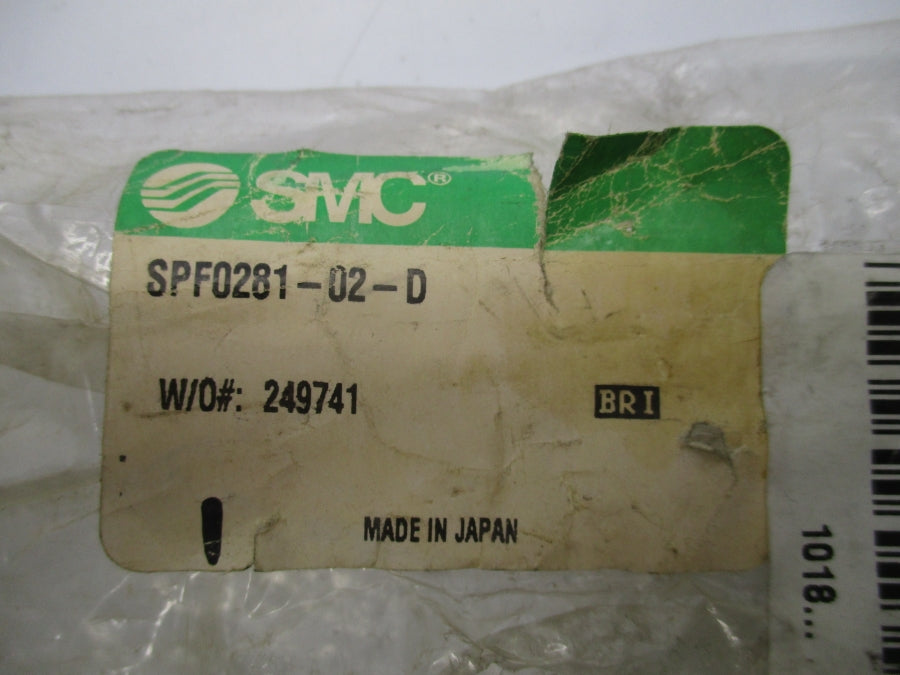 SMC®
SPF0281-02-D
W/O#: 249741
BRI
MADE IN JAPAN
1018...